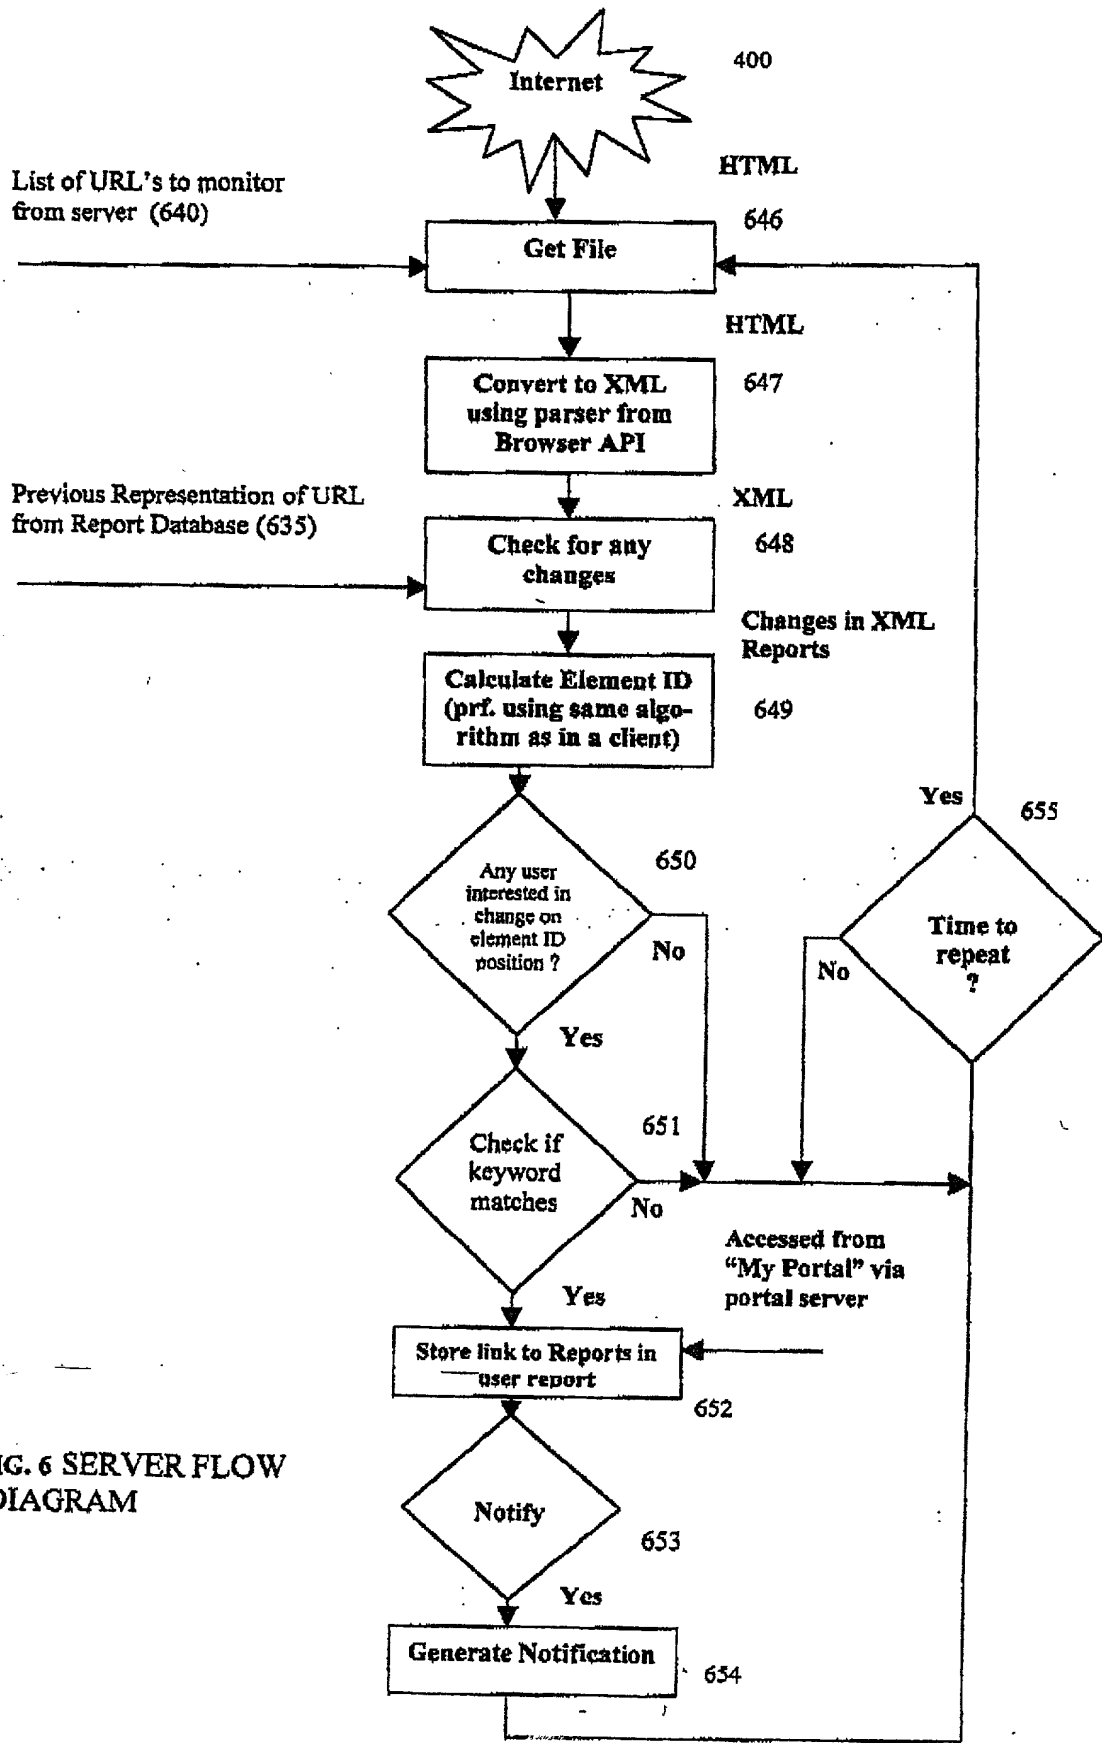 Internet
400
HTML
List of URL's to monitor
from server (640)
646
Get File
HTML
Convert to XML
using parser from
Browser API
647
Previous Representation of URL
from Report Database (635)
XML
Check for any
changes
648
Changes in XML
Reports
Calculate Element ID
(prf. using same algo-
rithm as in a client)
649
Yes
655
Any user
interested in
change on
element ID
position ?
650
No
Time to
repeat
?
No
Yes
651
Check if
keyword
matches
No
Accessed from
"My Portal" via
portal server
Yes
Store link to Reports in
user report
652
IG. 6 SERVER FLOW
DIAGRAM
Notify
653
Yes
Generate Notification
654